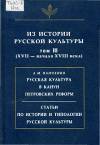 ИЗ ИСТОРИИ
РУССКОЙ КУЛЬТУРЫ
том III
(XVII — начало XVIII века)
А. М. ПАНЧЕНКО
РУССКАЯ КУЛЬТУРА
В КАНУН
ПЕТРОВСКИХ РЕФОРМ
СТАТЬИ
ПО ИСТОРИИ И ТИПОЛОГИИ
РУССКОЙ КУЛЬТУРЫ